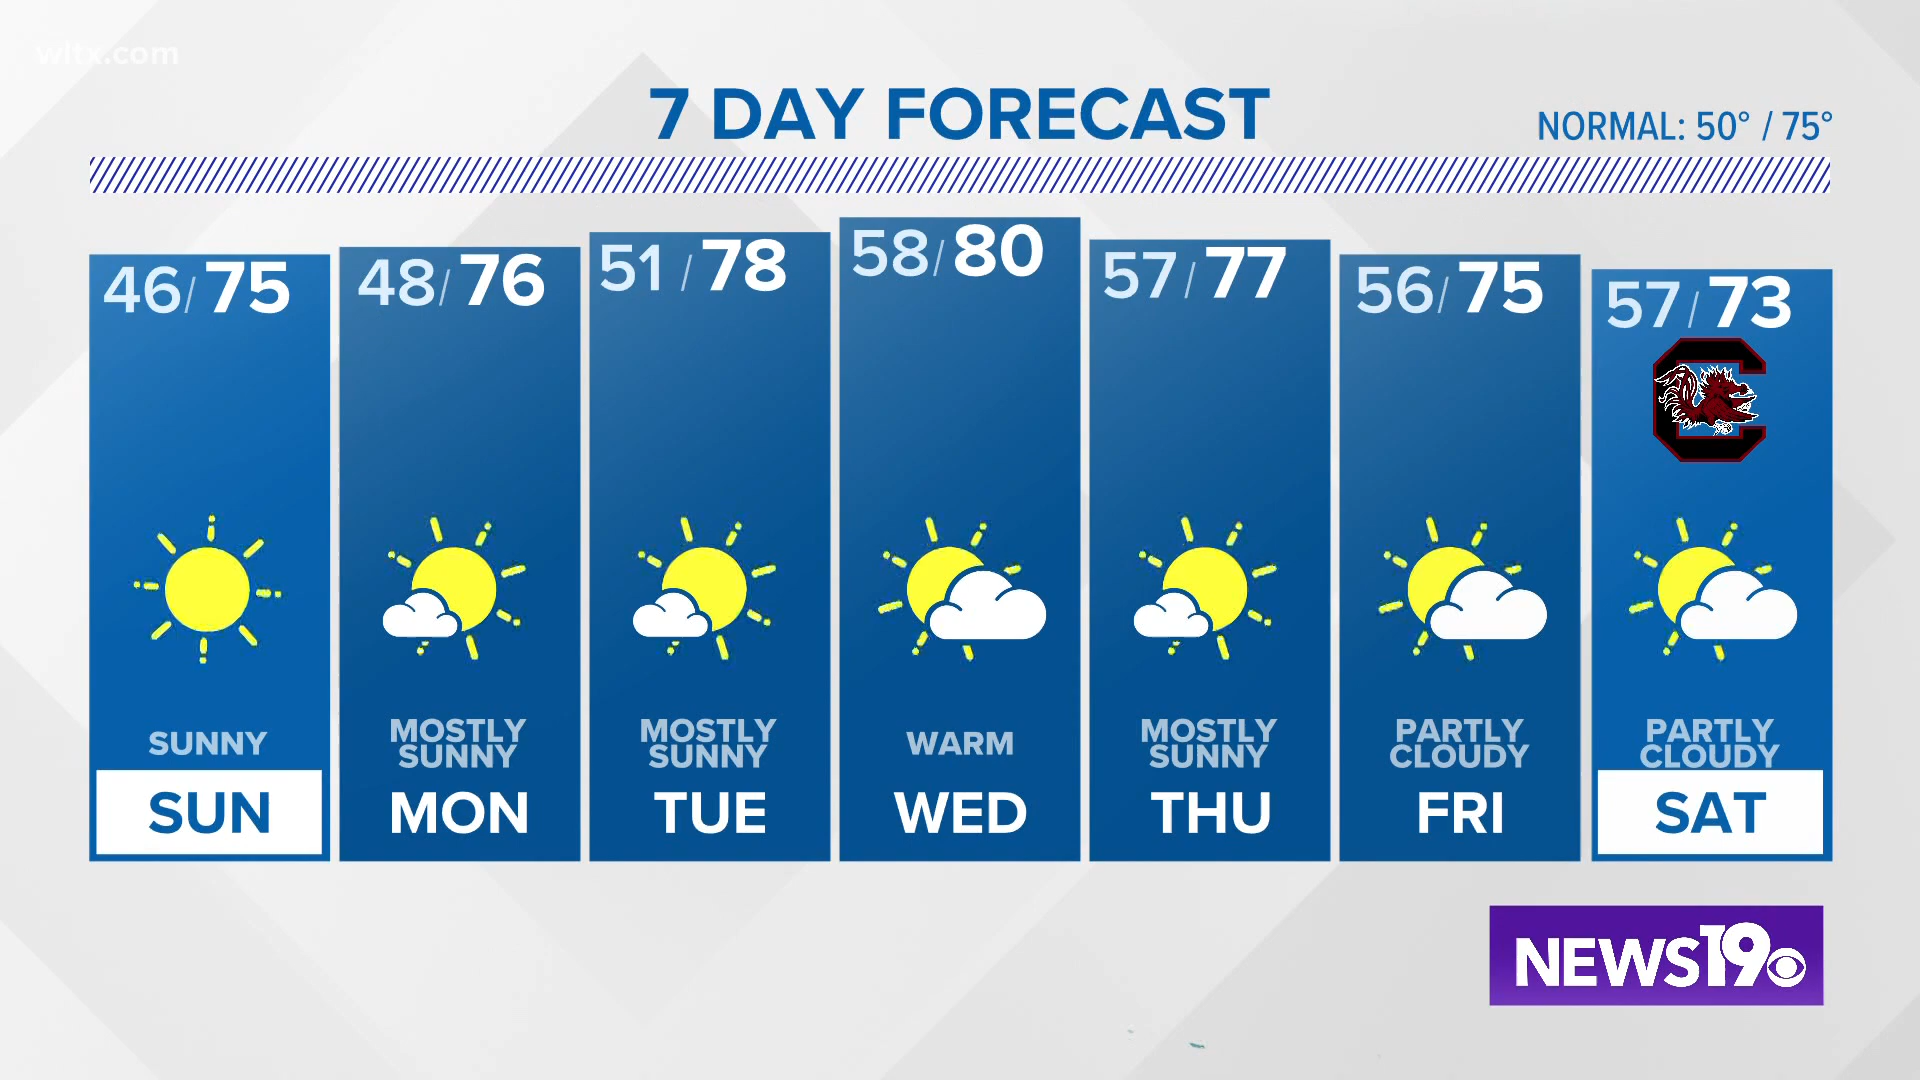 wltx.com
7 DAY FORECAST
NORMAL: 50° / 75°
46/75
48/76
51/78
58/80
57/77
56/75
57/73
C
SUNNY
MOSTLY
SUNNY
MOSTLY
SUNNY
WARM
MOSTLY
SUNNY
PARTLY
CLOUDY
PARTLY
CLOUDY
SUN
MON
TUE
WED
THU
FRI
SAT
NEWS19